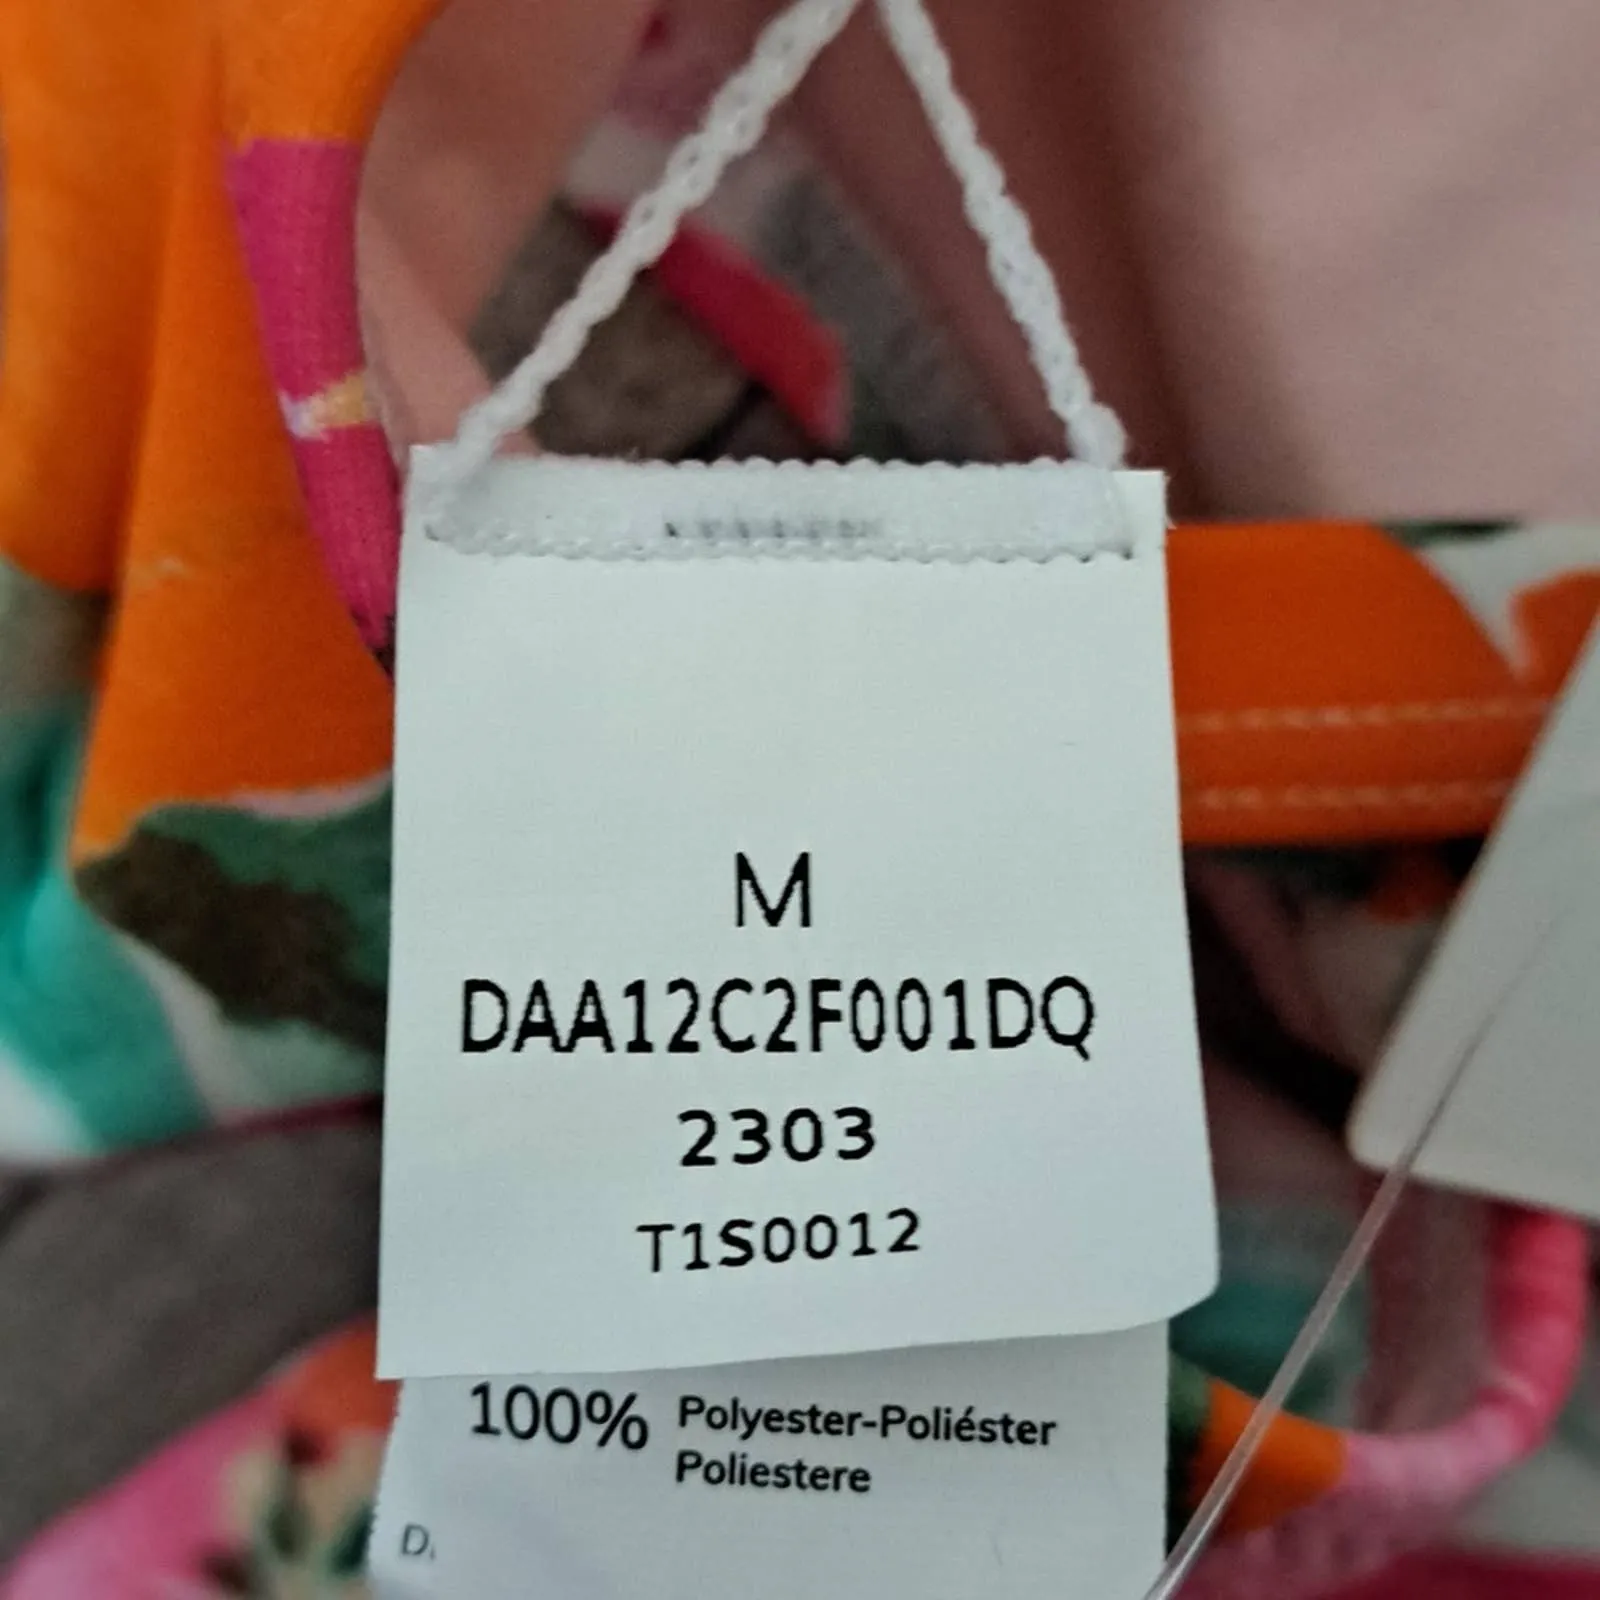 M
DAA12C2F001DQ
2303
T1S0012
100% Polyester-Poliéster
Poliestere
D.